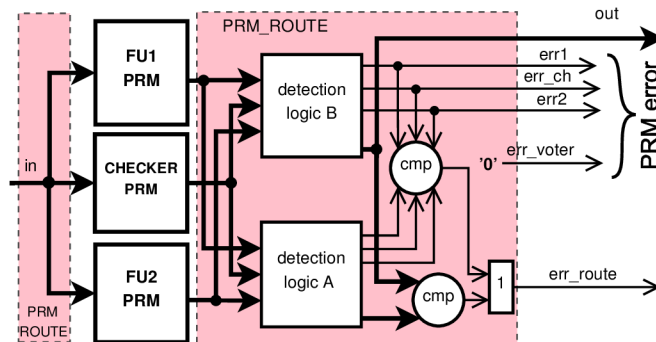 out
PRM_ROUTE
FU1
PRM
err1
err_ch
err2
detection
logic B
PRM error
in
CHECKER
PRM
cmp
'0'
err_voter
FU2
PRM
detection
logic A
cmp
1
err_route
PRM
ROUTE